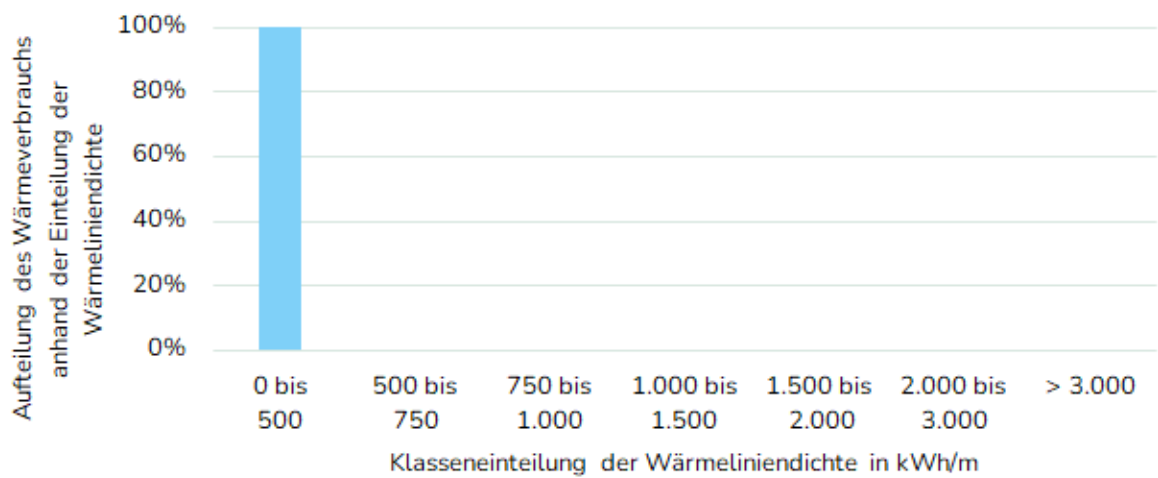 Aufteilung des Wärmeverbrauchs
anhand der Einteilung der
Wärmeliniendichte
100%
80%
60%
40%
20%
0%
0 bis
500
500 bis
750
750 bis
1.000
1.000 bis
1.500
1.500 bis
2.000
2.000 bis
3.000
> 3.000
Klasseneinteilung der Wärmeliniendichte in kWh/m